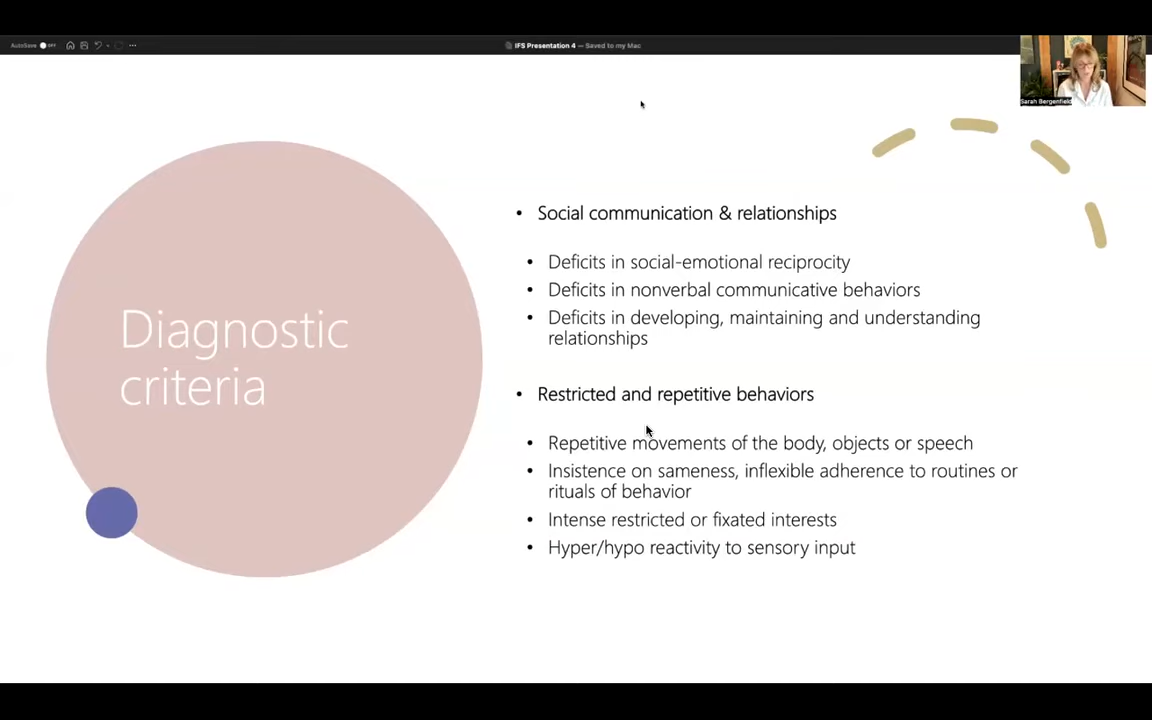 AutoSave OFF
IFS Presentation 4 — Saved to my Mac
Sarah Bergenfield
Diagnostic
criteria
• Social communication & relationships
• Deficits in social-emotional reciprocity
• Deficits in nonverbal communicative behaviors
• Deficits in developing, maintaining and understanding
relationships
• Restricted and repetitive behaviors
• Repetitive movements of the body, objects or speech
• Insistence on sameness, inflexible adherence to routines or
rituals of behavior
• Intense restricted or fixated interests
• Hyper/hypo reactivity to sensory input